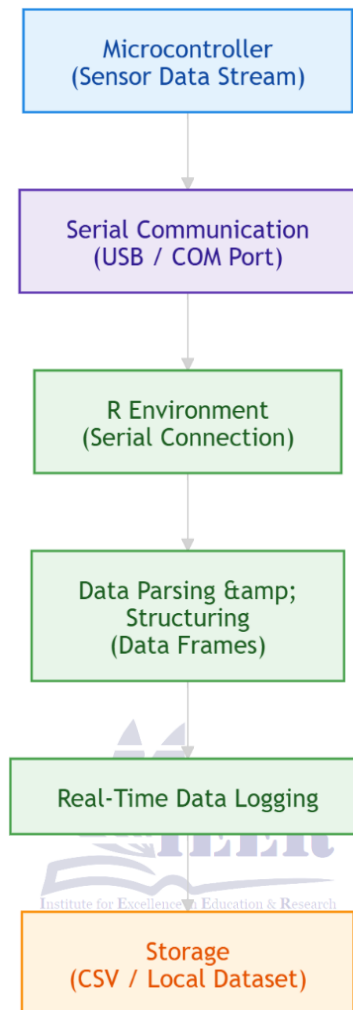 Microcontroller
(Sensor Data Stream)
Serial Communication
(USB / COM Port)
R Environment
(Serial Connection)
Data Parsing &amp;
Structuring
(Data Frames)
Real-Time Data Logging
IEER
Institute for Excellence in Education & Research
Storage
(CSV / Local Dataset)